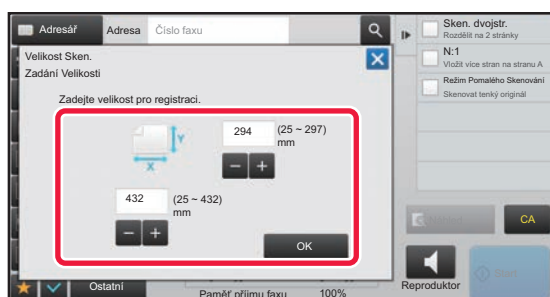 Adresář
Adresa
Číslo faxu
Velikost Sken.
Zadání Velikosti
Zadejte velikost pro registraci.
Y
294
(25 ~ 297)
mm
X
432
(25 ~ 432)
mm
OK
Ostatní
Paměť příjmu faxu 100%
Sken. dvojstr.
Rozdělit na 2 stránky
N:1
Vložit více stran na stranu A
Režim Pomalého Skenování
Skenovat tenký originál
CA
Reproduktor
Start